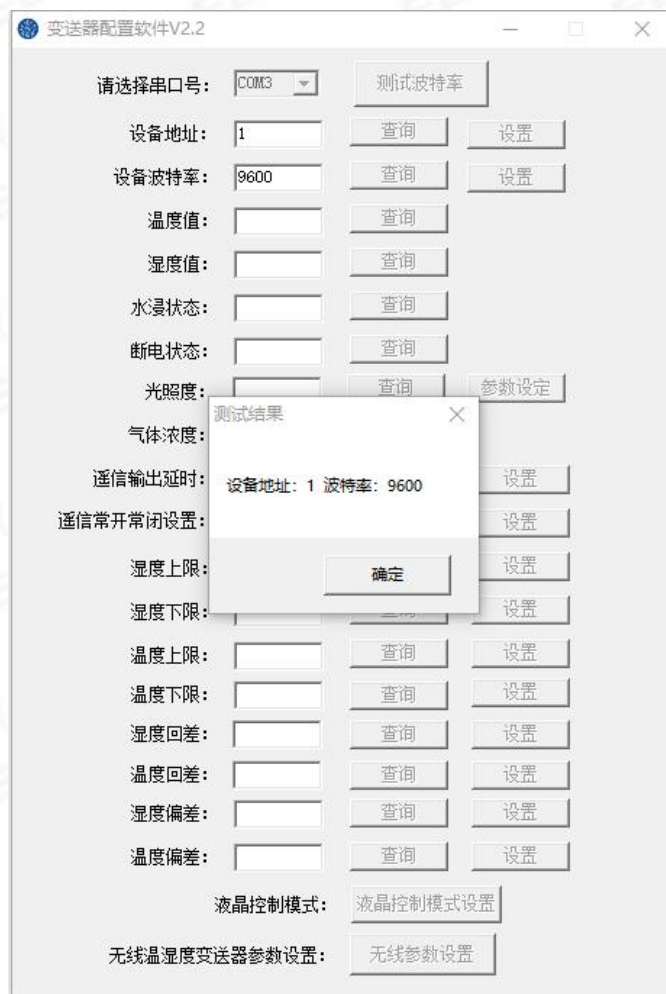 变送器配置软件V2.2
请选择串口号: COM3 测试波特率
设备地址: 1 查询 设置
设备波特率: 9600 查询 设置
温度值: 查询
湿度值: 查询
水浸状态: 查询
断电状态: 查询
光照度: 查询 参数设定
气体浓度:
测试结果
设备地址: 1 波特率: 9600
确定
遥信输出延时: 设置
遥信常开常闭设置: 设置
湿度上限: 设置
湿度下限: 设置
温度上限: 查询 设置
温度下限: 查询 设置
湿度回差: 查询 设置
温度回差: 查询 设置
湿度偏差: 查询 设置
温度偏差: 查询 设置
液晶控制模式: 液晶控制模式设置
无线温湿度变送器参数设置: 无线参数设置